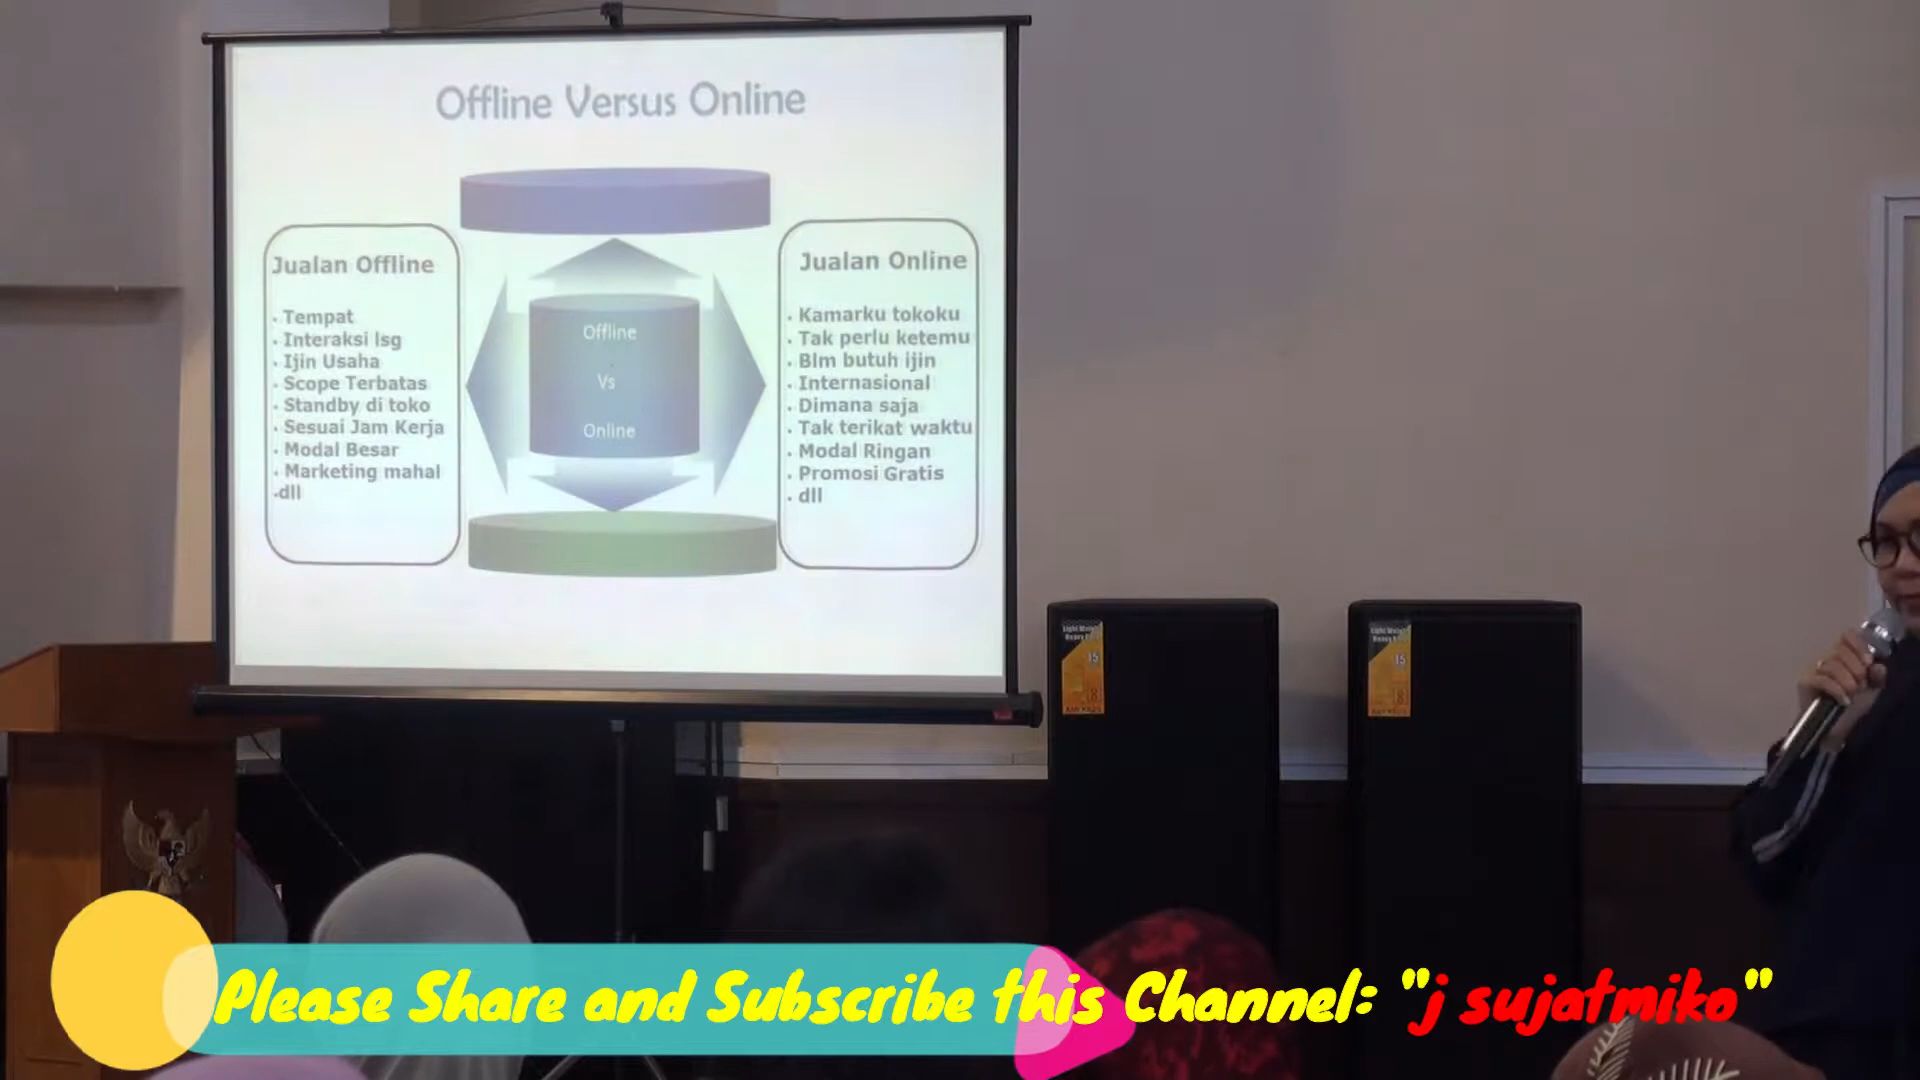 Offline Versus Online
Jualan Offline
• Tempat
• Interaksi lsg
• Ijin Usaha
• Scope Terbatas
• Standby di toko
• Sesuai Jam Kerja
• Modal Besar
• Marketing mahal
•dll
Offline
Vs
Online
Jualan Online
• Kamarku tokoku
• Tak perlu ketemu
• Blm butuh ijin
• Internasional
• Dimana saja
• Tak terikat waktu
• Modal Ringan
• Promosi Gratis
• dll
15
15
Please Share and Subscribe this Channel: "j sujatmiko"